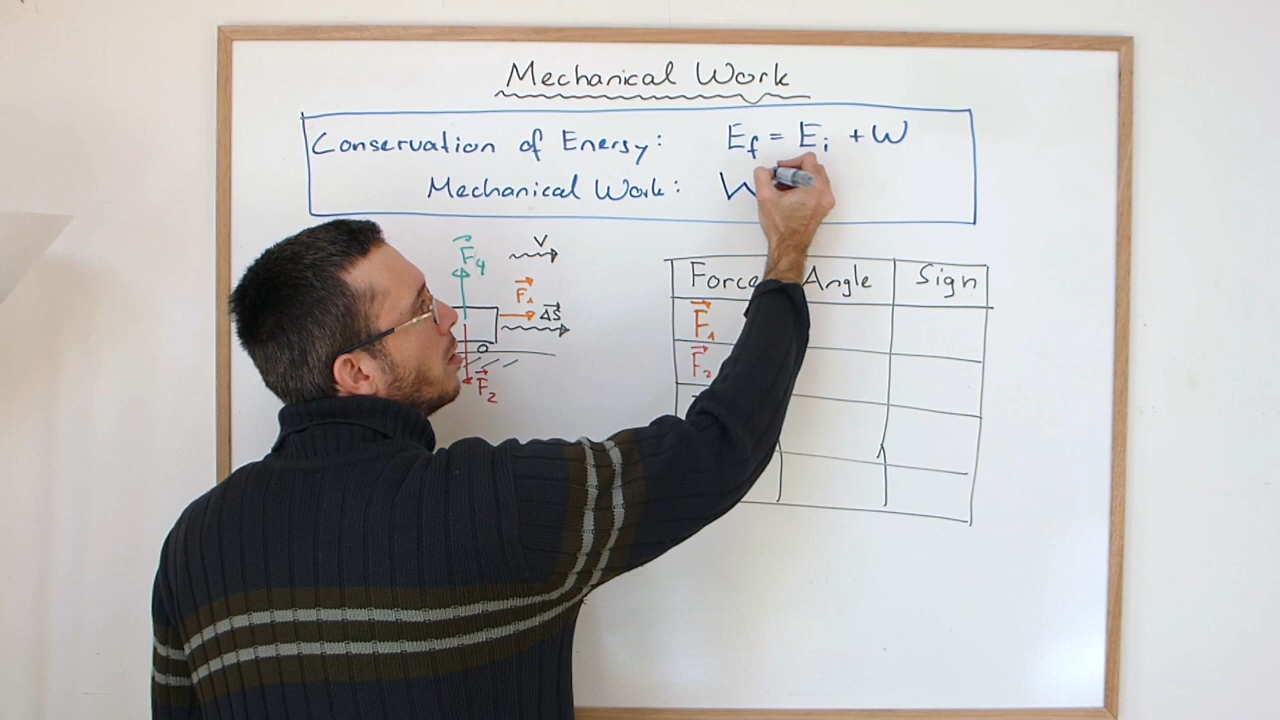 Mechanical Work
Conservation of Energy: E_f = E_i + W
Mechanical Work: W
F₄
V
F₁
ΔS
F₂
Force Angle Sign
F₁
F₂